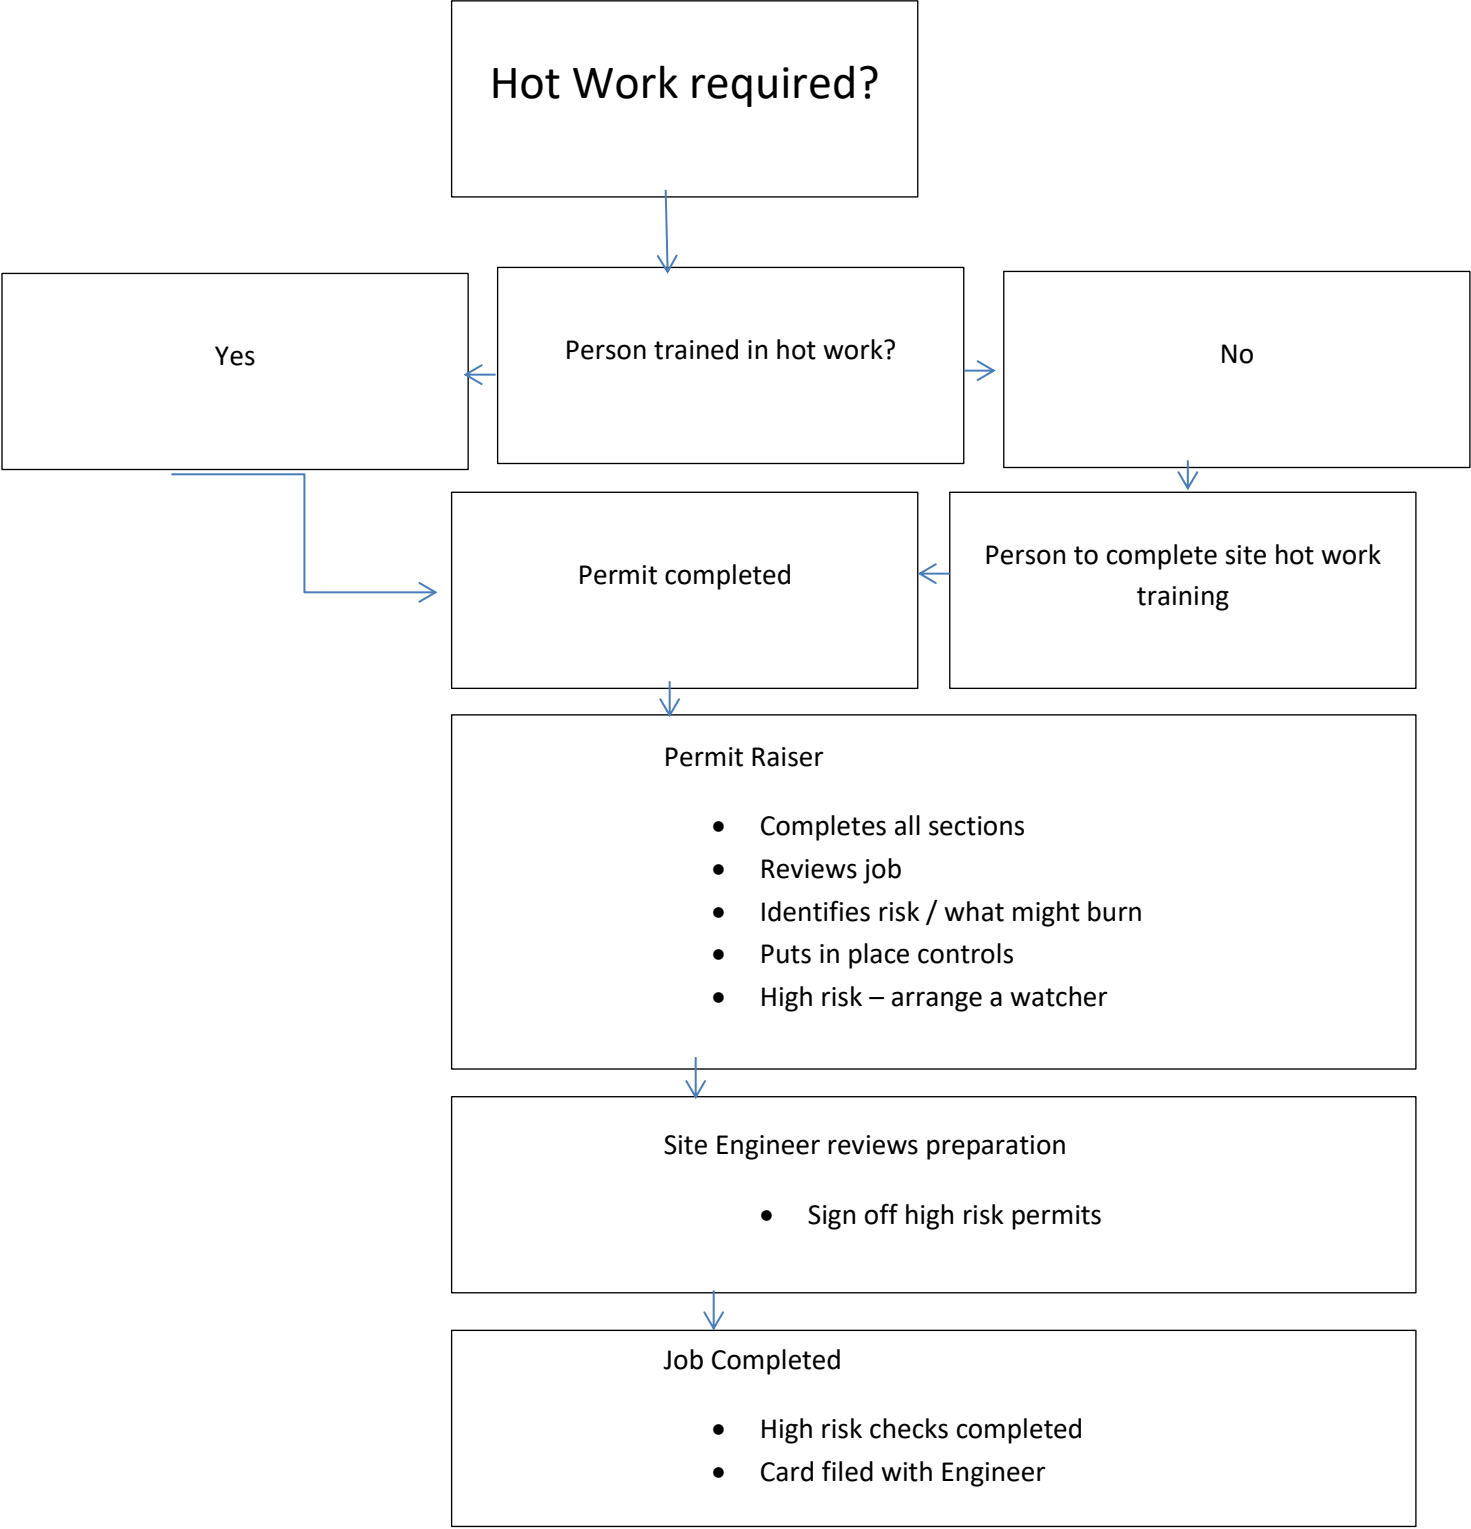 Hot Work required?
Yes
Person trained in hot work?
No
Permit completed
Person to complete site hot work
training
Permit Raiser
• Completes all sections
• Reviews job
• Identifies risk / what might burn
• Puts in place controls
• High risk – arrange a watcher
Site Engineer reviews preparation
• Sign off high risk permits
Job Completed
• High risk checks completed
• Card filed with Engineer